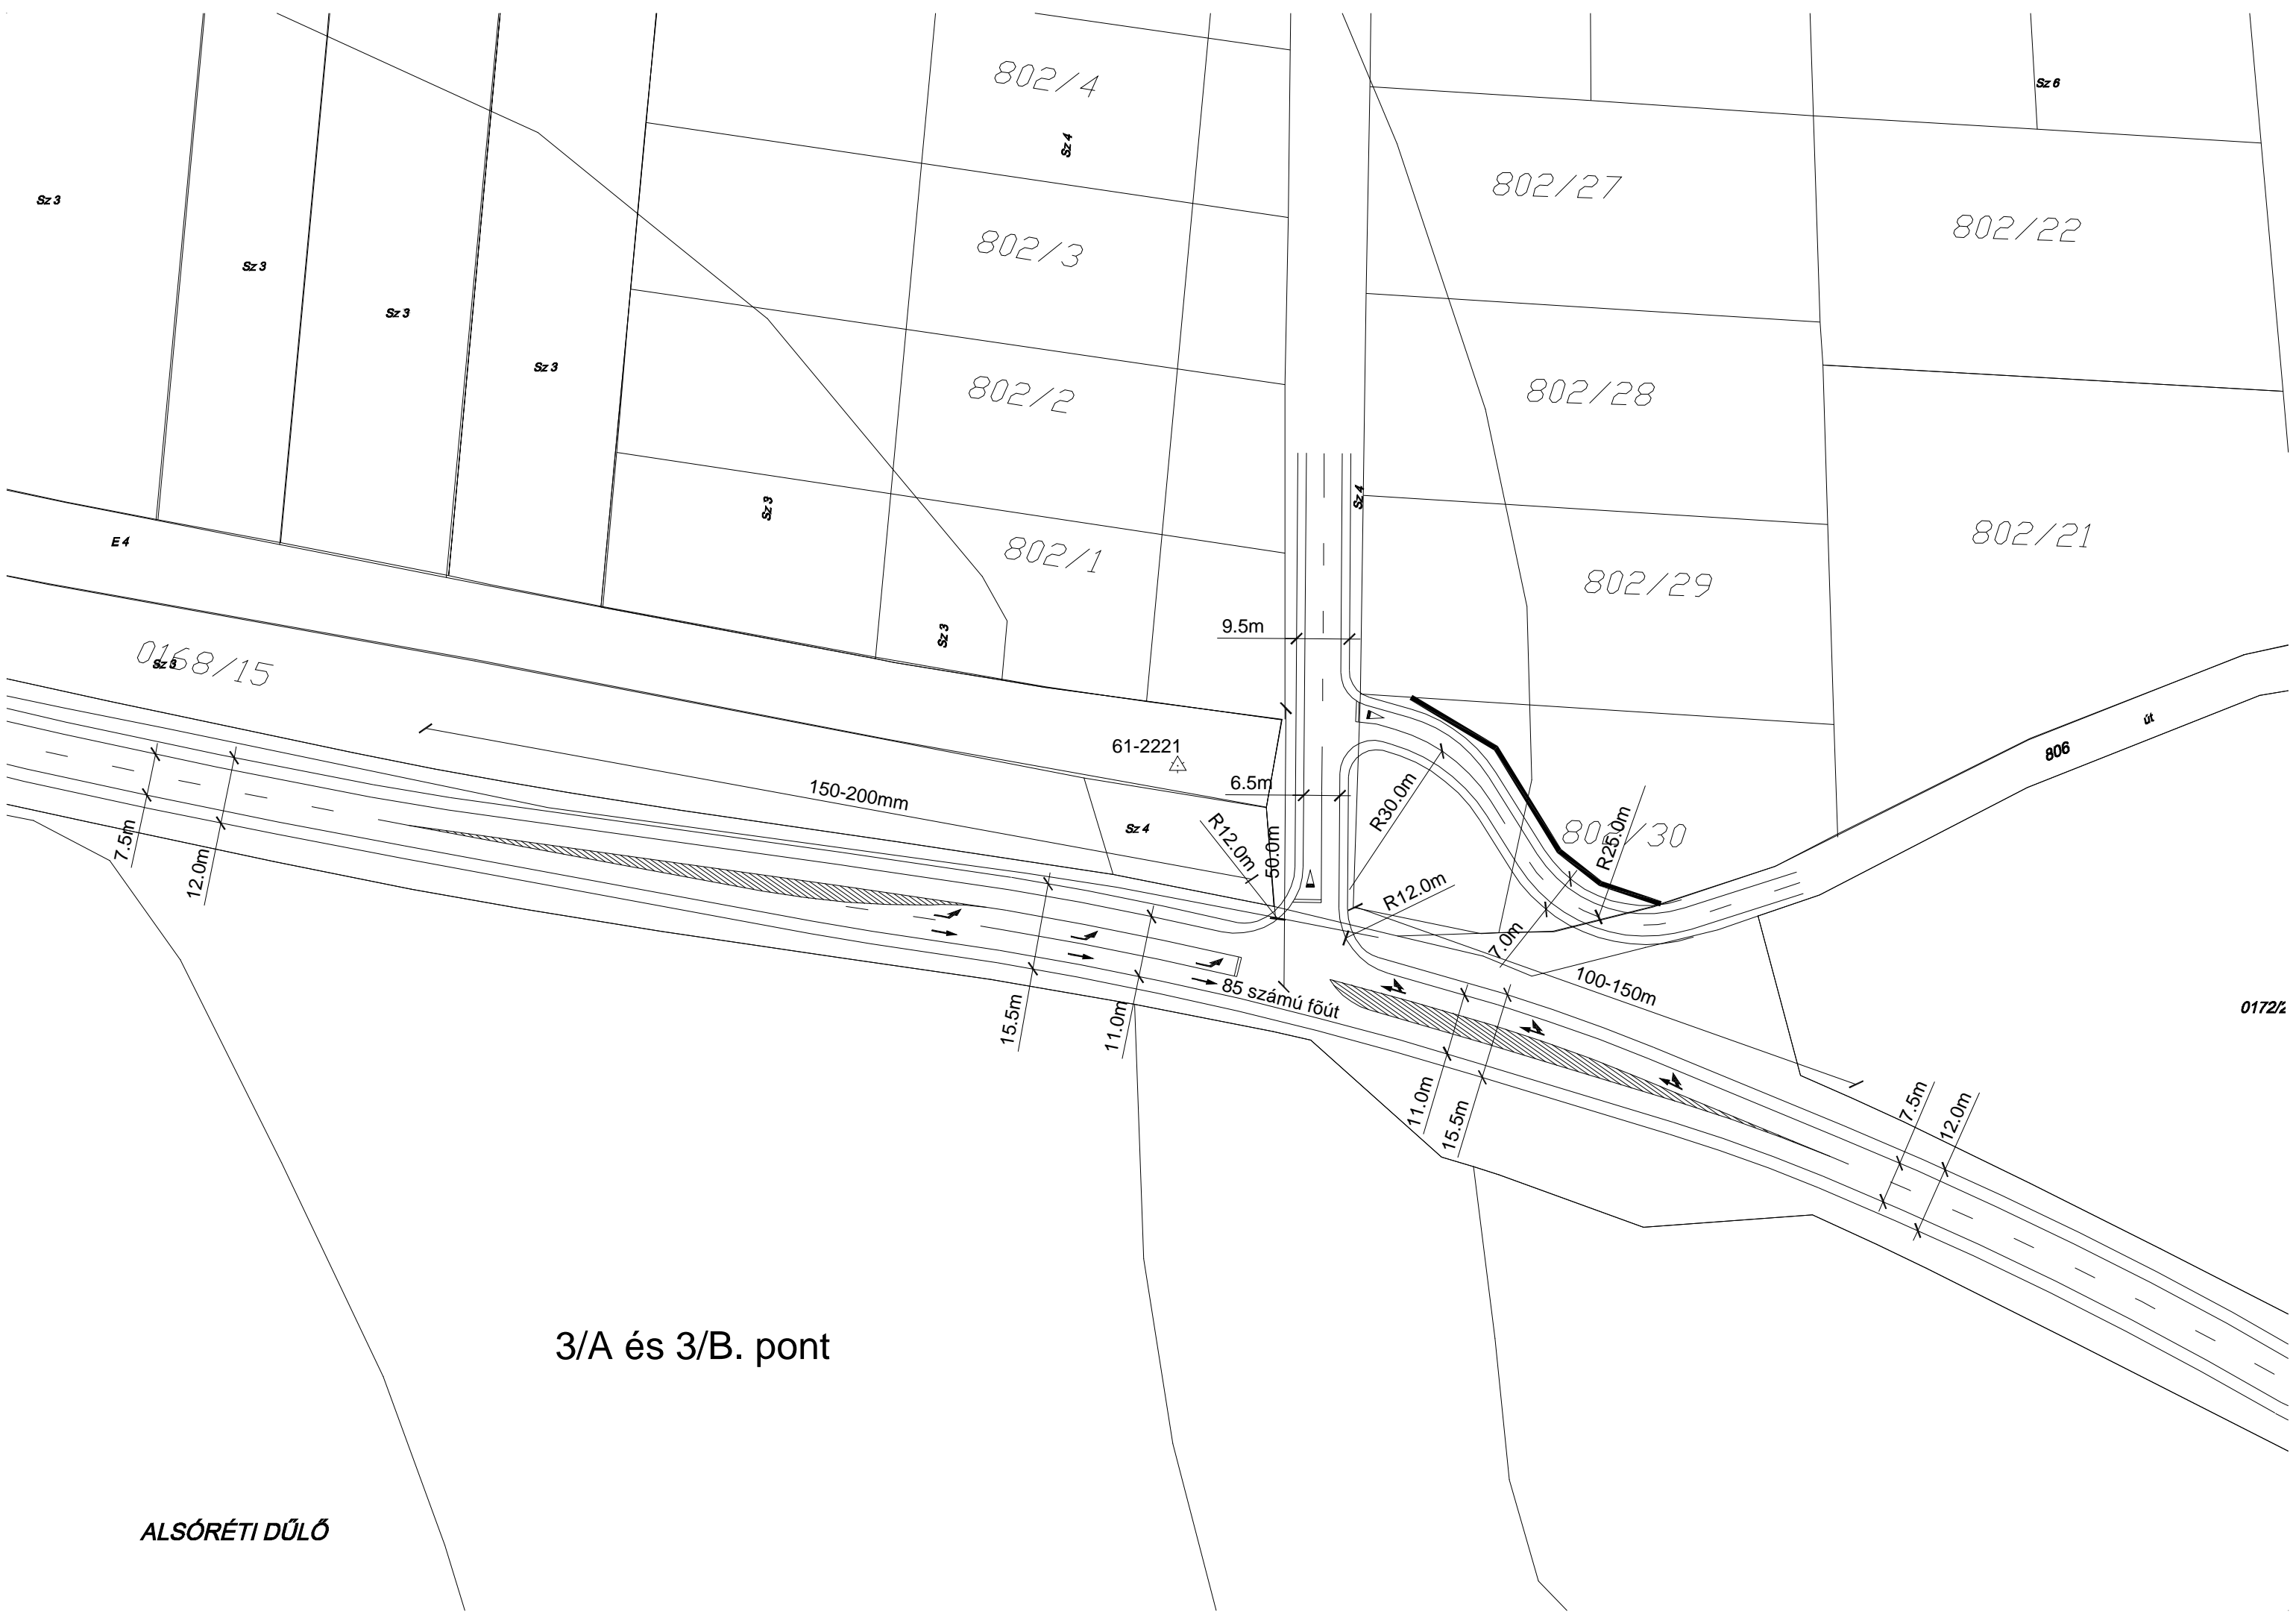 802/4
Sz 6
Sz 4
802/27
Sz 3
802/22
802/3
Sz 3
Sz 3
Sz 3
802/28
802/2
Sz 4
Sz 3
802/21
E 4
802/1
802/29
9.5m
Sz 3
0168/15
Sz 3
út
806
61-2221
6.5m
150-200mm
R30.0m
R12.0m
50.0m
Sz 4
802/30
R25.0m
7.5m
12.0m
R12.0m
7.0m
100-150m
85 számú főút
0172/2
15.5m
11.0m
11.0m
15.5m
7.5m
12.0m
3/A és 3/B. pont
ALSÓRÉTI DŰLŐ